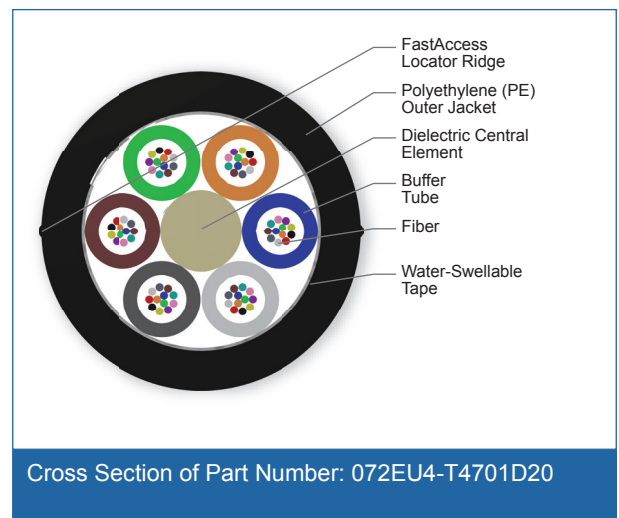 FastAccess
Locator Ridge
Polyethylene (PE)
Outer Jacket
Dielectric Central
Element
Buffer
Tube
Fiber
Water-Swellable
Tape
Cross Section of Part Number: 072EU4-T4701D20